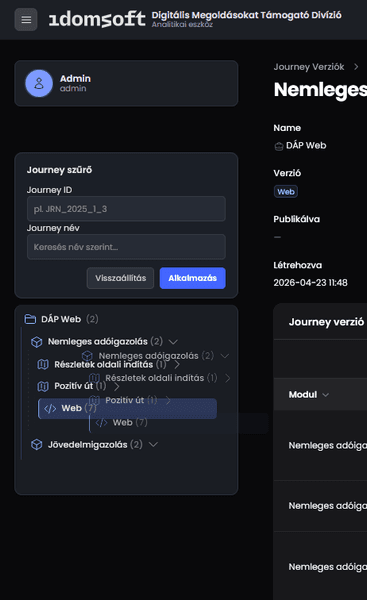 idomsoft
Digitális Megoldásokat Támogató Divízió
Analitikai eszköz
Admin
admin
Journey szűrő
Journey ID
pl. JRN_2025_1_3
Journey név
Keresés név szerint...
Visszaállítás
Alkalmazás
DÁP Web (2)
Nemleges adóigazolás (2)
Nemleges adóigazolás (2)
Részletek oldali indítás (1)
Részletek oldali indítás (1)
Pozitív út (1)
Pozitív út (1)
Web (7)
Web (7)
Jövedelmigazolás (2)
Journey Verziók
Nemleges
Name
DÁP Web
Verzió
Web
Publikálva
—
Létrehozva
2026-04-23 11:48
Journey verzió
Modul
Nemleges adóiga
Nemleges adóiga
Nemleges adóiga